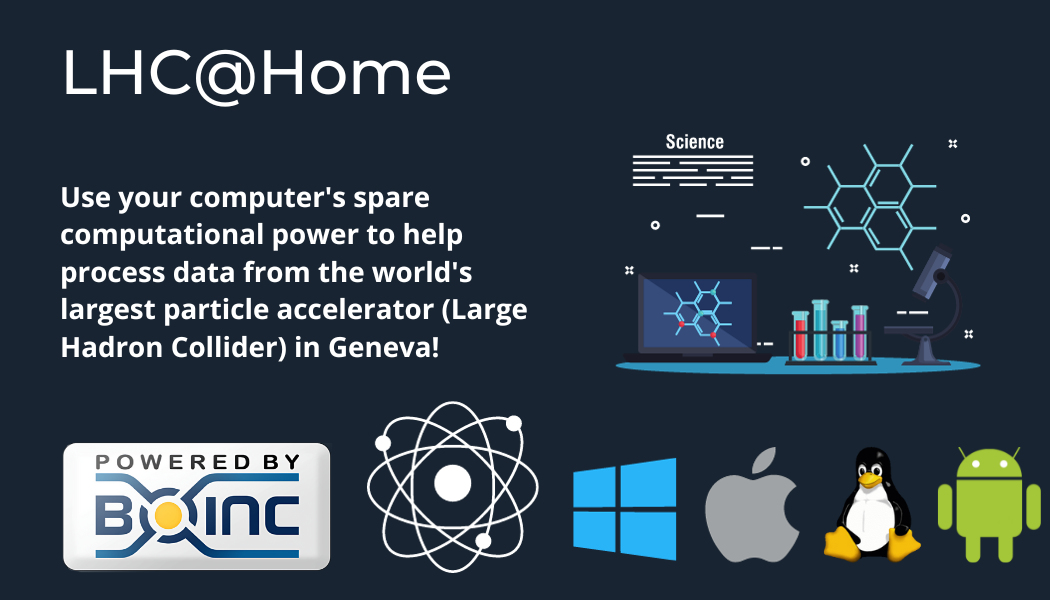 LHC@Home
Science
Use your computer's spare
computational power to help
process data from the world's
largest particle accelerator (Large
Hadron Collider) in Geneva!
POWERED BY
BOINC